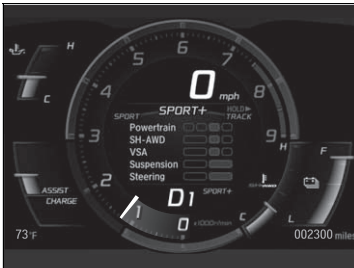 H
C
5
6
7
4
8
3
9
2
1
0
0 mph
SPORT+
HOLD▶
SPORT
TRACK
Powertrain
SH-AWD
VSA
Suspension
Steering
SPORT+
D1
x1000r/min
H
C
F
L
ASSIST
CHARGE
73°F
002300 miles